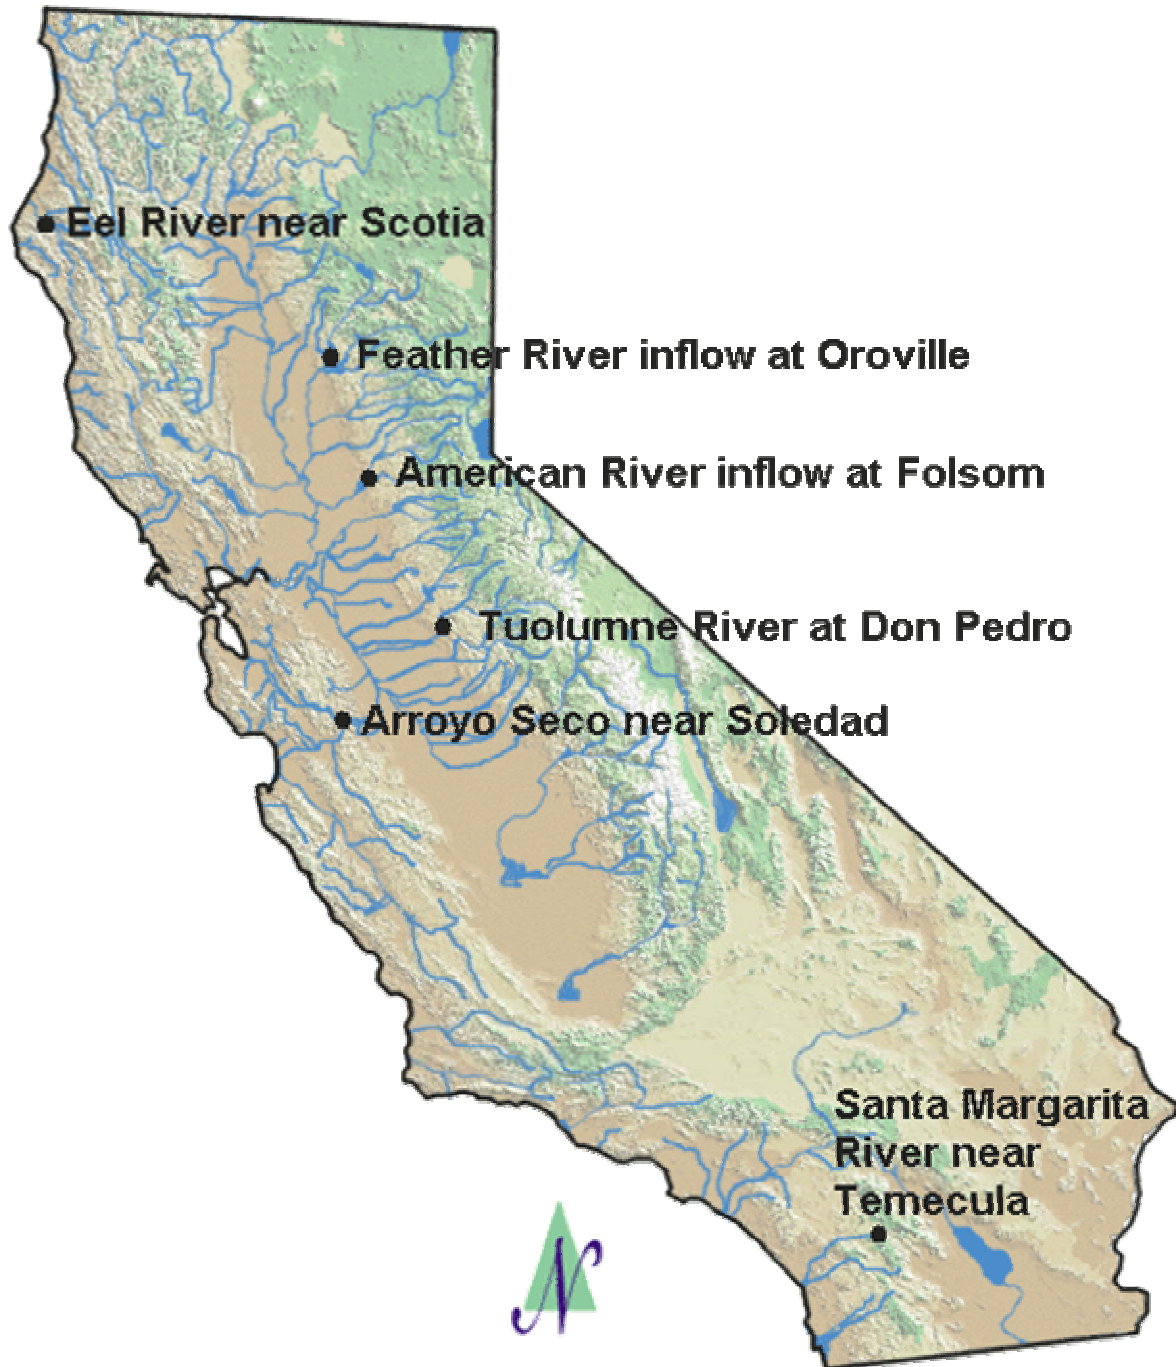 Eel River near Scotia
Feather River inflow at Oroville
American River inflow at Folsom
Tuolumne River at Don Pedro
Arroyo Seco near Soledad
Santa Margarita
River near
Temecula
N